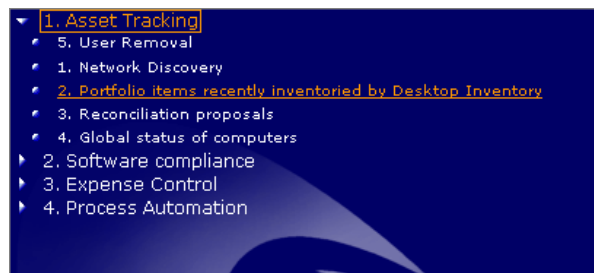 1. Asset Tracking
5. User Removal
1. Network Discovery
2. Portfolio items recently inventoried by Desktop Inventory
3. Reconciliation proposals
4. Global status of computers
2. Software compliance
3. Expense Control
4. Process Automation